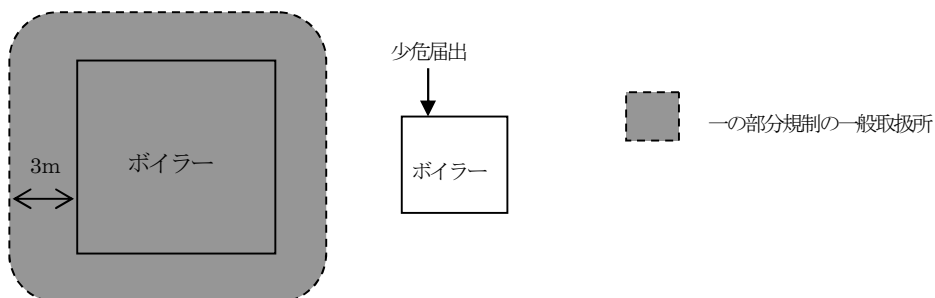 少危届出
ボイラー
3m
ボイラー
一の部分規制の一般取扱所